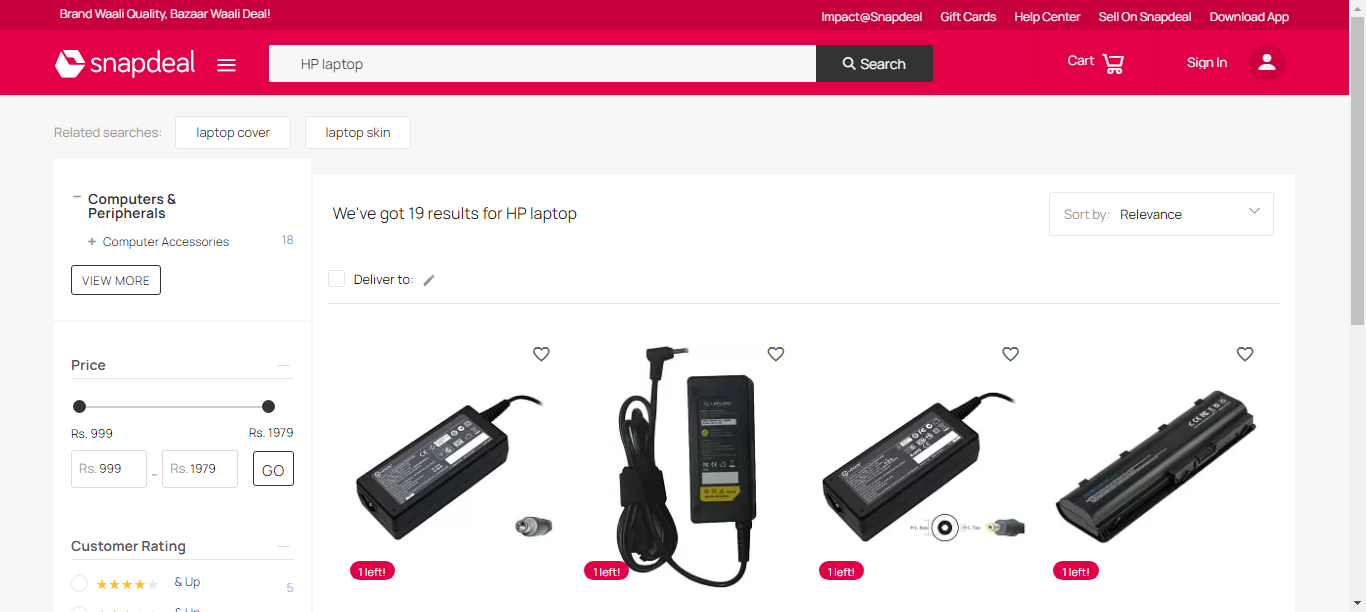 Brand Waali Quality, Bazaar Waali Deal!
Impact@Snapdeal Gift Cards Help Center Sell On Snapdeal Download App
snapdeal
HP laptop
Search
Cart
Sign In
Related searches:
laptop cover
laptop skin
Computers &
Peripherals
Computer Accessories 18
VIEW MORE
Price
Rs. 999 Rs. 1979
Rs. 999 - Rs. 1979 GO
Customer Rating
& Up 5
& Up
We've got 19 results for HP laptop
Sort by: Relevance
Deliver to:
1 left!
1 left!
1 left!
1 left!